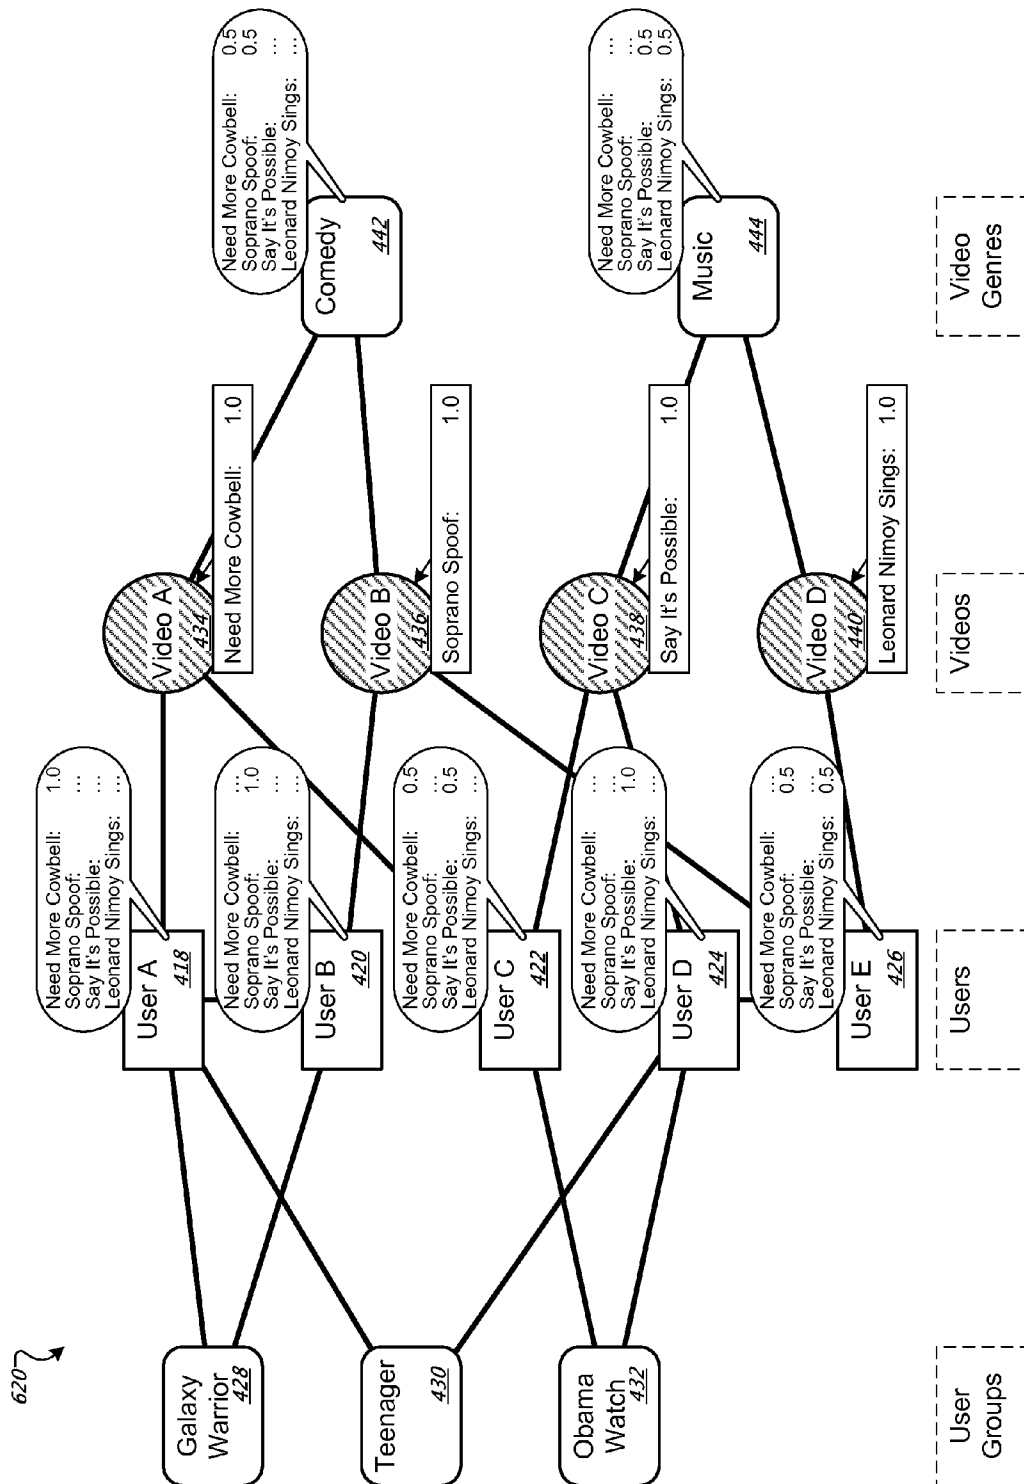 620
Need More Cowbell: 1.0
Soprano Spoof: ...
Say It's Possible: ...
Leonard Nimoy Sings: ...
User A
418
Need More Cowbell: ...
Soprano Spoof: 1.0
Say It's Possible: ...
Leonard Nimoy Sings: ...
User B
420
Need More Cowbell: 0.5
Soprano Spoof: ...
Say It's Possible: 0.5
Leonard Nimoy Sings: ...
User C
422
Need More Cowbell: ...
Soprano Spoof: ...
Say It's Possible: 1.0
Leonard Nimoy Sings: ...
User D
424
Need More Cowbell: ...
Soprano Spoof: 0.5
Say It's Possible: ...
Leonard Nimoy Sings: 0.5
User E
426
Galaxy
Warrior
428
Teenager
430
Obama
Watch
432
Video A
434
Need More Cowbell: 1.0
Video B
436
Soprano Spoof: 1.0
Video C
438
Say It's Possible: 1.0
Video D
440
Leonard Nimoy Sings: 1.0
Need More Cowbell: 0.5
Soprano Spoof: 0.5
Say It's Possible: ...
Leonard Nimoy Sings: ...
Comedy
442
Need More Cowbell: ...
Soprano Spoof: ...
Say It's Possible: 0.5
Leonard Nimoy Sings: 0.5
Music
444
User
Groups
Users
Videos
Video
Genres